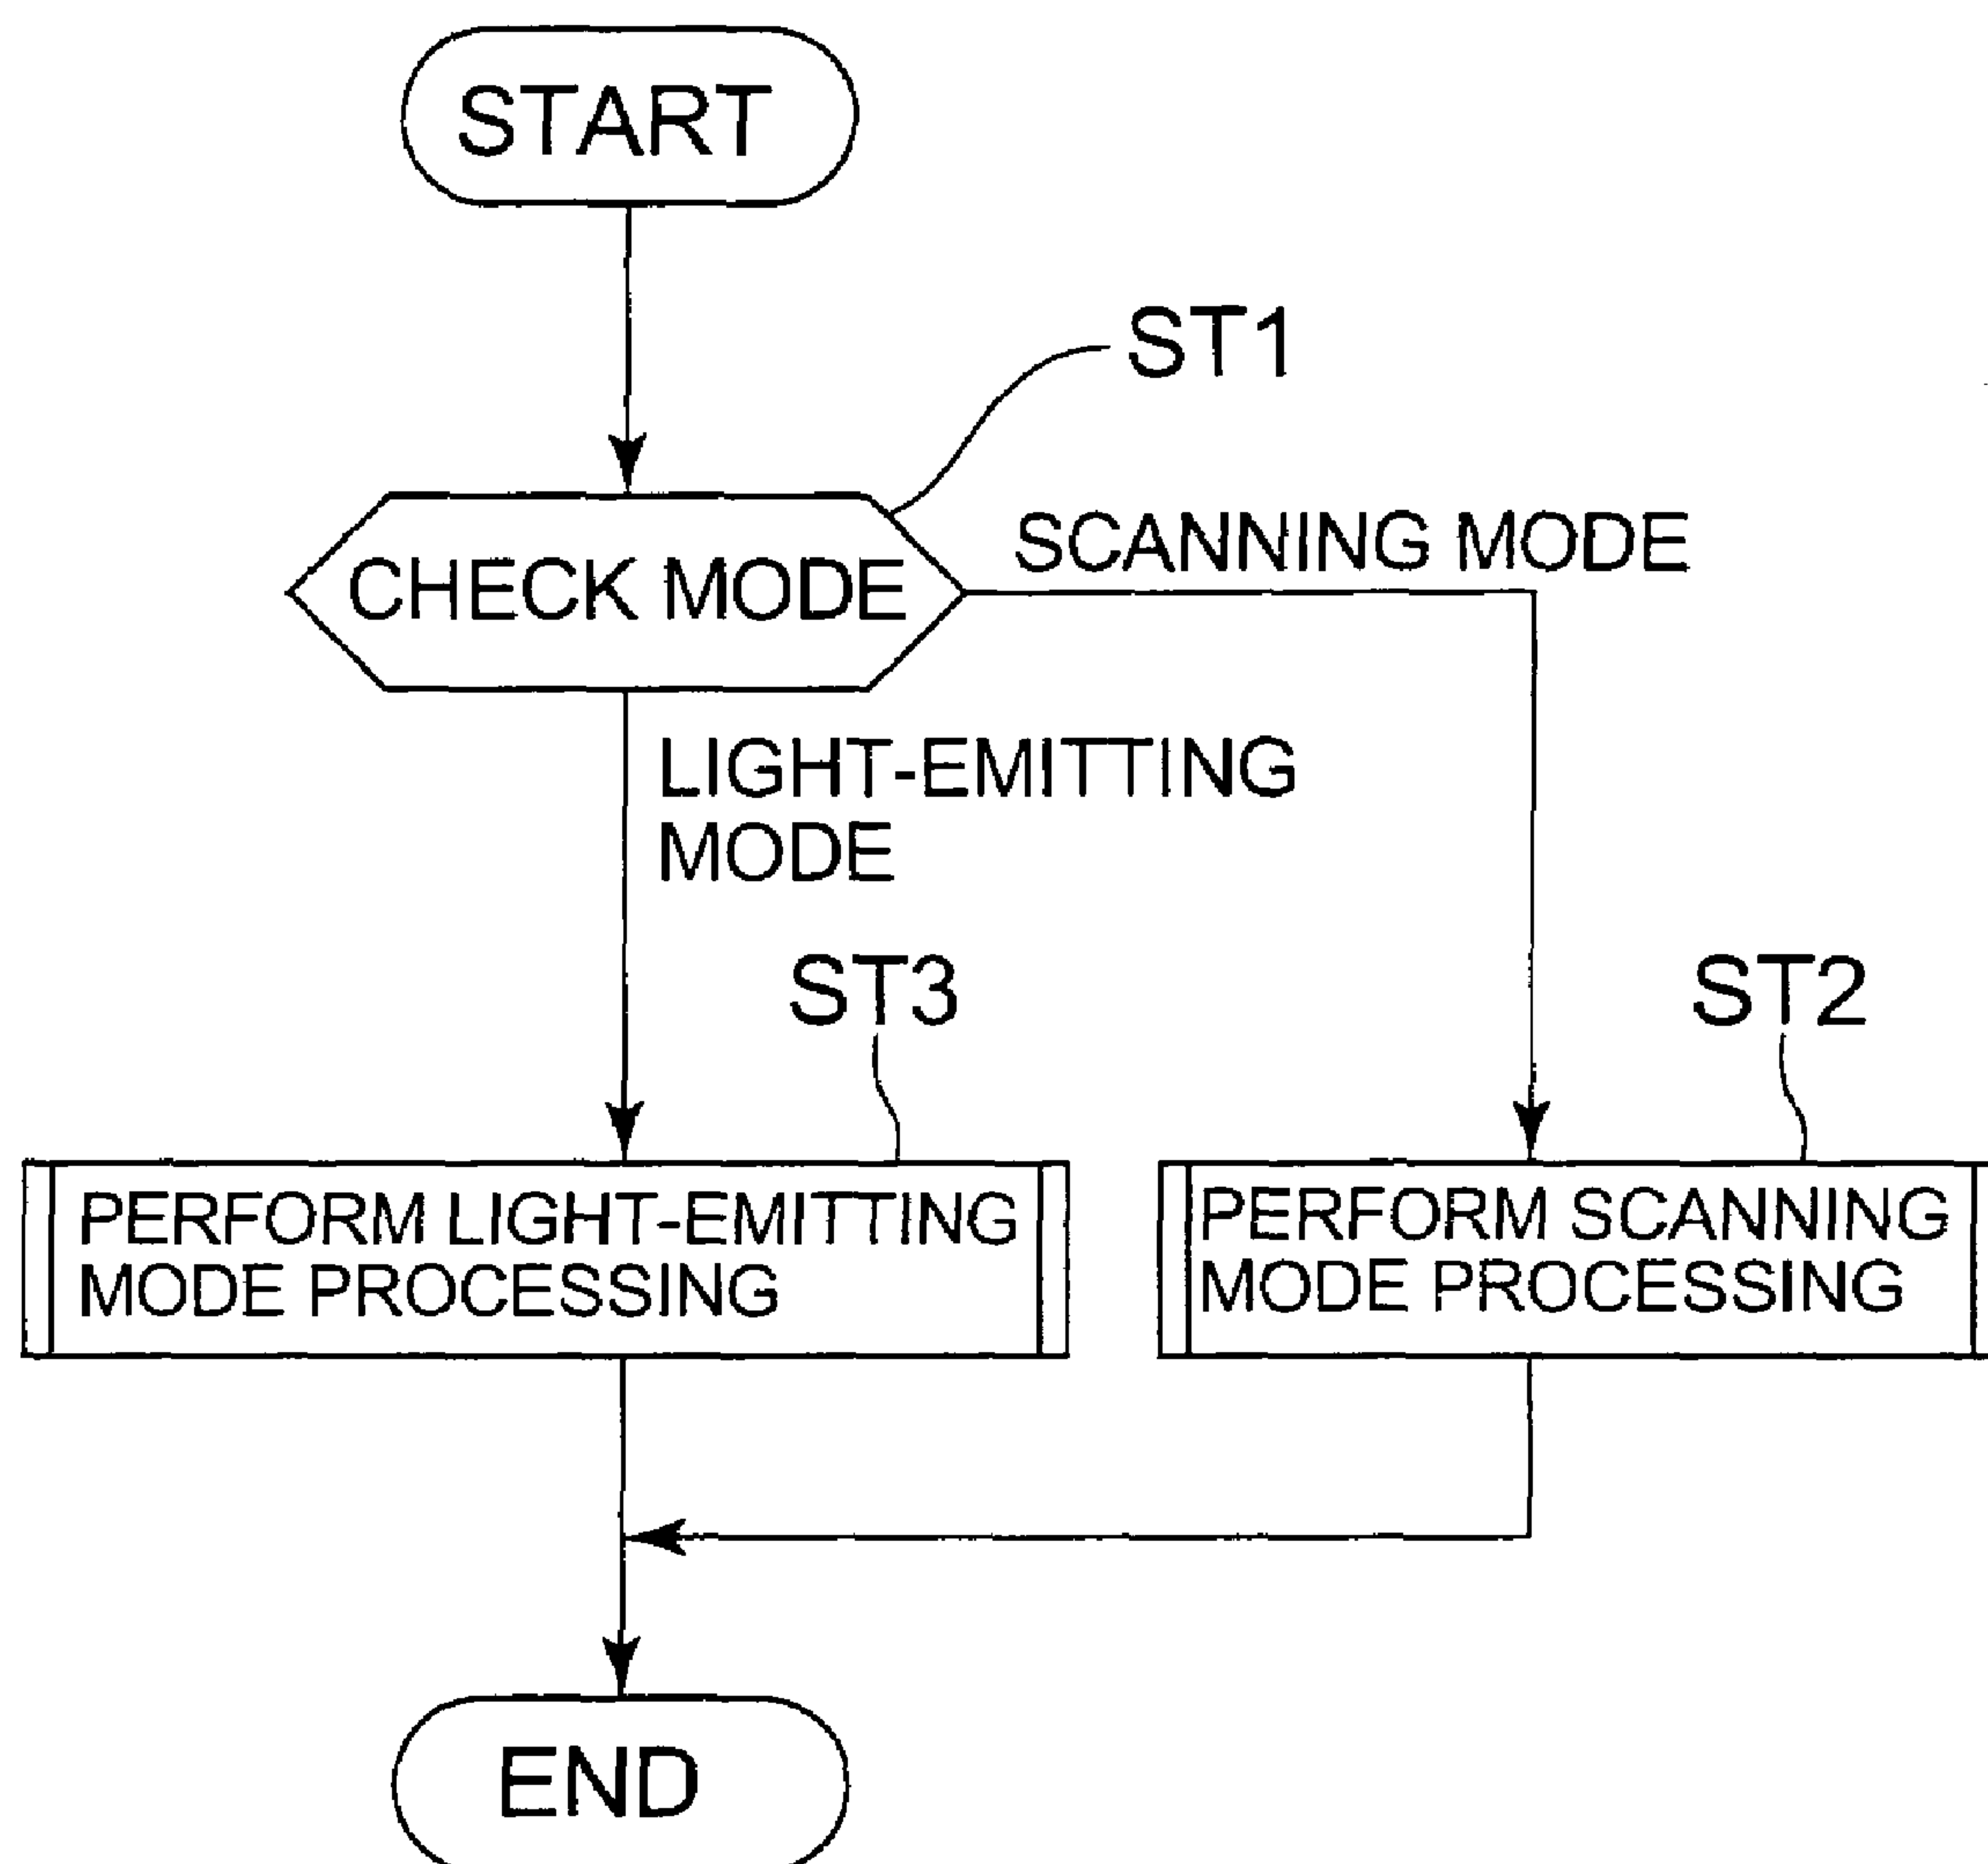 START
ST1
CHECK MODE
SCANNING MODE
LIGHT-EMITTING
MODE
ST3
ST2
PERFORM LIGHT-EMITTING
MODE PROCESSING
PERFORM SCANNING
MODE PROCESSING
END